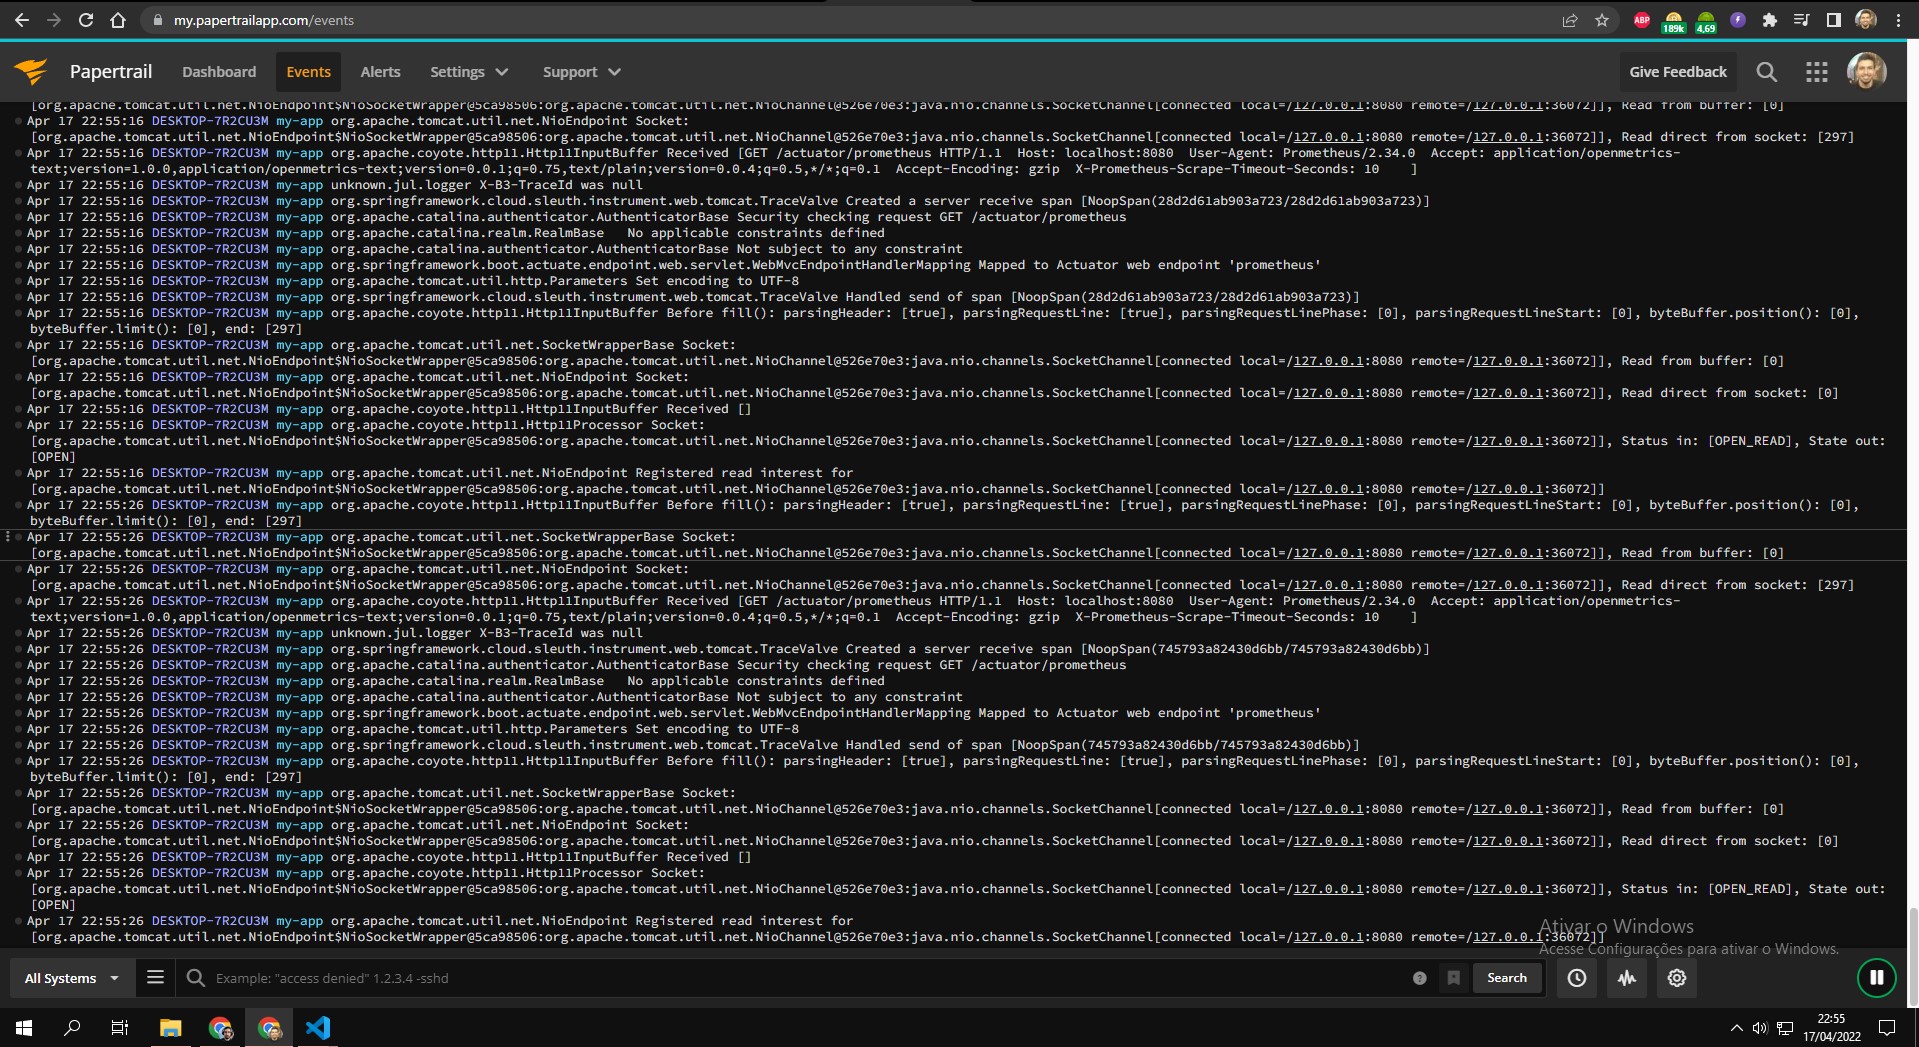 my.papertrailapp.com/events
ABP
189k
4,69
Papertrail
Dashboard
Events
Alerts
Settings
Support
Give Feedback
[org.apache.tomcat.util.net.NioEndpoint$NioSocketWrapper@5ca98506:org.apache.tomcat.util.net.NioChannel@526e70e3:java.nio.channels.SocketChannel[connected local=/127.0.0.1:8080 remote=/127.0.0.1:36072]], Read from buffer: [0]
Apr 17 22:55:16 DESKTOP-7R2CU3M my-app org.apache.tomcat.util.net.NioEndpoint Socket:
[org.apache.tomcat.util.net.NioEndpoint$NioSocketWrapper@5ca98506:org.apache.tomcat.util.net.NioChannel@526e70e3:java.nio.channels.SocketChannel[connected local=/127.0.0.1:8080 remote=/127.0.0.1:36072]], Read direct from socket: [297]
Apr 17 22:55:16 DESKTOP-7R2CU3M my-app org.apache.coyote.http11.Http11InputBuffer Received [GET /actuator/prometheus HTTP/1.1  Host: localhost:8080  User-Agent: Prometheus/2.34.0  Accept: application/openmetrics-
text;version=1.0.0,application/openmetrics-text;version=0.0.1;q=0.75,text/plain;version=0.0.4;q=0.5,*/*;q=0.1  Accept-Encoding: gzip  X-Prometheus-Scrape-Timeout-Seconds: 10    ]
Apr 17 22:55:16 DESKTOP-7R2CU3M my-app unknown.jul.logger X-B3-TraceId was null
Apr 17 22:55:16 DESKTOP-7R2CU3M my-app org.springframework.cloud.sleuth.instrument.web.tomcat.TraceValve Created a server receive span [NoopSpan(28d2d61ab903a723/28d2d61ab903a723)]
Apr 17 22:55:16 DESKTOP-7R2CU3M my-app org.apache.catalina.authenticator.AuthenticatorBase Security checking request GET /actuator/prometheus
Apr 17 22:55:16 DESKTOP-7R2CU3M my-app org.apache.catalina.realm.RealmBase   No applicable constraints defined
Apr 17 22:55:16 DESKTOP-7R2CU3M my-app org.apache.catalina.authenticator.AuthenticatorBase Not subject to any constraint
Apr 17 22:55:16 DESKTOP-7R2CU3M my-app org.springframework.boot.actuate.endpoint.web.servlet.WebMvcEndpointHandlerMapping Mapped to Actuator web endpoint 'prometheus'
Apr 17 22:55:16 DESKTOP-7R2CU3M my-app org.apache.tomcat.util.http.Parameters Set encoding to UTF-8
Apr 17 22:55:16 DESKTOP-7R2CU3M my-app org.springframework.cloud.sleuth.instrument.web.tomcat.TraceValve Handled send of span [NoopSpan(28d2d61ab903a723/28d2d61ab903a723)]
Apr 17 22:55:16 DESKTOP-7R2CU3M my-app org.apache.coyote.http11.Http11InputBuffer Before fill(): parsingHeader: [true], parsingRequestLine: [true], parsingRequestLinePhase: [0], parsingRequestLineStart: [0], byteBuffer.position(): [0],
byteBuffer.limit(): [0], end: [297]
Apr 17 22:55:16 DESKTOP-7R2CU3M my-app org.apache.tomcat.util.net.SocketWrapperBase Socket:
[org.apache.tomcat.util.net.NioEndpoint$NioSocketWrapper@5ca98506:org.apache.tomcat.util.net.NioChannel@526e70e3:java.nio.channels.SocketChannel[connected local=/127.0.0.1:8080 remote=/127.0.0.1:36072]], Read from buffer: [0]
Apr 17 22:55:16 DESKTOP-7R2CU3M my-app org.apache.tomcat.util.net.NioEndpoint Socket:
[org.apache.tomcat.util.net.NioEndpoint$NioSocketWrapper@5ca98506:org.apache.tomcat.util.net.NioChannel@526e70e3:java.nio.channels.SocketChannel[connected local=/127.0.0.1:8080 remote=/127.0.0.1:36072]], Read direct from socket: [0]
Apr 17 22:55:16 DESKTOP-7R2CU3M my-app org.apache.coyote.http11.Http11InputBuffer Received []
Apr 17 22:55:16 DESKTOP-7R2CU3M my-app org.apache.coyote.http11.Http11Processor Socket:
[org.apache.tomcat.util.net.NioEndpoint$NioSocketWrapper@5ca98506:org.apache.tomcat.util.net.NioChannel@526e70e3:java.nio.channels.SocketChannel[connected local=/127.0.0.1:8080 remote=/127.0.0.1:36072]], Status in: [OPEN_READ], State out:
[OPEN]
Apr 17 22:55:16 DESKTOP-7R2CU3M my-app org.apache.tomcat.util.net.NioEndpoint Registered read interest for
[org.apache.tomcat.util.net.NioEndpoint$NioSocketWrapper@5ca98506:org.apache.tomcat.util.net.NioChannel@526e70e3:java.nio.channels.SocketChannel[connected local=/127.0.0.1:8080 remote=/127.0.0.1:36072]]
Apr 17 22:55:26 DESKTOP-7R2CU3M my-app org.apache.coyote.http11.Http11InputBuffer Before fill(): parsingHeader: [true], parsingRequestLine: [true], parsingRequestLinePhase: [0], parsingRequestLineStart: [0], byteBuffer.position(): [0],
byteBuffer.limit(): [0], end: [297]
Apr 17 22:55:26 DESKTOP-7R2CU3M my-app org.apache.tomcat.util.net.SocketWrapperBase Socket:
[org.apache.tomcat.util.net.NioEndpoint$NioSocketWrapper@5ca98506:org.apache.tomcat.util.net.NioChannel@526e70e3:java.nio.channels.SocketChannel[connected local=/127.0.0.1:8080 remote=/127.0.0.1:36072]], Read from buffer: [0]
Apr 17 22:55:26 DESKTOP-7R2CU3M my-app org.apache.tomcat.util.net.NioEndpoint Socket:
[org.apache.tomcat.util.net.NioEndpoint$NioSocketWrapper@5ca98506:org.apache.tomcat.util.net.NioChannel@526e70e3:java.nio.channels.SocketChannel[connected local=/127.0.0.1:8080 remote=/127.0.0.1:36072]], Read direct from socket: [297]
Apr 17 22:55:26 DESKTOP-7R2CU3M my-app org.apache.coyote.http11.Http11InputBuffer Received [GET /actuator/prometheus HTTP/1.1  Host: localhost:8080  User-Agent: Prometheus/2.34.0  Accept: application/openmetrics-
text;version=1.0.0,application/openmetrics-text;version=0.0.1;q=0.75,text/plain;version=0.0.4;q=0.5,*/*;q=0.1  Accept-Encoding: gzip  X-Prometheus-Scrape-Timeout-Seconds: 10    ]
Apr 17 22:55:26 DESKTOP-7R2CU3M my-app unknown.jul.logger X-B3-TraceId was null
Apr 17 22:55:26 DESKTOP-7R2CU3M my-app org.springframework.cloud.sleuth.instrument.web.tomcat.TraceValve Created a server receive span [NoopSpan(745793a82430d6bb/745793a82430d6bb)]
Apr 17 22:55:26 DESKTOP-7R2CU3M my-app org.apache.catalina.authenticator.AuthenticatorBase Security checking request GET /actuator/prometheus
Apr 17 22:55:26 DESKTOP-7R2CU3M my-app org.apache.catalina.realm.RealmBase   No applicable constraints defined
Apr 17 22:55:26 DESKTOP-7R2CU3M my-app org.apache.catalina.authenticator.AuthenticatorBase Not subject to any constraint
Apr 17 22:55:26 DESKTOP-7R2CU3M my-app org.springframework.boot.actuate.endpoint.web.servlet.WebMvcEndpointHandlerMapping Mapped to Actuator web endpoint 'prometheus'
Apr 17 22:55:26 DESKTOP-7R2CU3M my-app org.apache.tomcat.util.http.Parameters Set encoding to UTF-8
Apr 17 22:55:26 DESKTOP-7R2CU3M my-app org.springframework.cloud.sleuth.instrument.web.tomcat.TraceValve Handled send of span [NoopSpan(745793a82430d6bb/745793a82430d6bb)]
Apr 17 22:55:26 DESKTOP-7R2CU3M my-app org.apache.coyote.http11.Http11InputBuffer Before fill(): parsingHeader: [true], parsingRequestLine: [true], parsingRequestLinePhase: [0], parsingRequestLineStart: [0], byteBuffer.position(): [0],
byteBuffer.limit(): [0], end: [297]
Apr 17 22:55:26 DESKTOP-7R2CU3M my-app org.apache.tomcat.util.net.SocketWrapperBase Socket:
[org.apache.tomcat.util.net.NioEndpoint$NioSocketWrapper@5ca98506:org.apache.tomcat.util.net.NioChannel@526e70e3:java.nio.channels.SocketChannel[connected local=/127.0.0.1:8080 remote=/127.0.0.1:36072]], Read from buffer: [0]
Apr 17 22:55:26 DESKTOP-7R2CU3M my-app org.apache.tomcat.util.net.NioEndpoint Socket:
[org.apache.tomcat.util.net.NioEndpoint$NioSocketWrapper@5ca98506:org.apache.tomcat.util.net.NioChannel@526e70e3:java.nio.channels.SocketChannel[connected local=/127.0.0.1:8080 remote=/127.0.0.1:36072]], Read direct from socket: [0]
Apr 17 22:55:26 DESKTOP-7R2CU3M my-app org.apache.coyote.http11.Http11InputBuffer Received []
Apr 17 22:55:26 DESKTOP-7R2CU3M my-app org.apache.coyote.http11.Http11Processor Socket:
[org.apache.tomcat.util.net.NioEndpoint$NioSocketWrapper@5ca98506:org.apache.tomcat.util.net.NioChannel@526e70e3:java.nio.channels.SocketChannel[connected local=/127.0.0.1:8080 remote=/127.0.0.1:36072]], Status in: [OPEN_READ], State out:
[OPEN]
Apr 17 22:55:26 DESKTOP-7R2CU3M my-app org.apache.tomcat.util.net.NioEndpoint Registered read interest for
[org.apache.tomcat.util.net.NioEndpoint$NioSocketWrapper@5ca98506:org.apache.tomcat.util.net.NioChannel@526e70e3:java.nio.channels.SocketChannel[connected local=/127.0.0.1:8080 remote=/127.0.0.1:36072]]
Ativar o Windows
Acesse Configurações para ativar o Windows.
All Systems
Example: "access denied" 1.2.3.4 -sshd
Search
22:55
17/04/2022